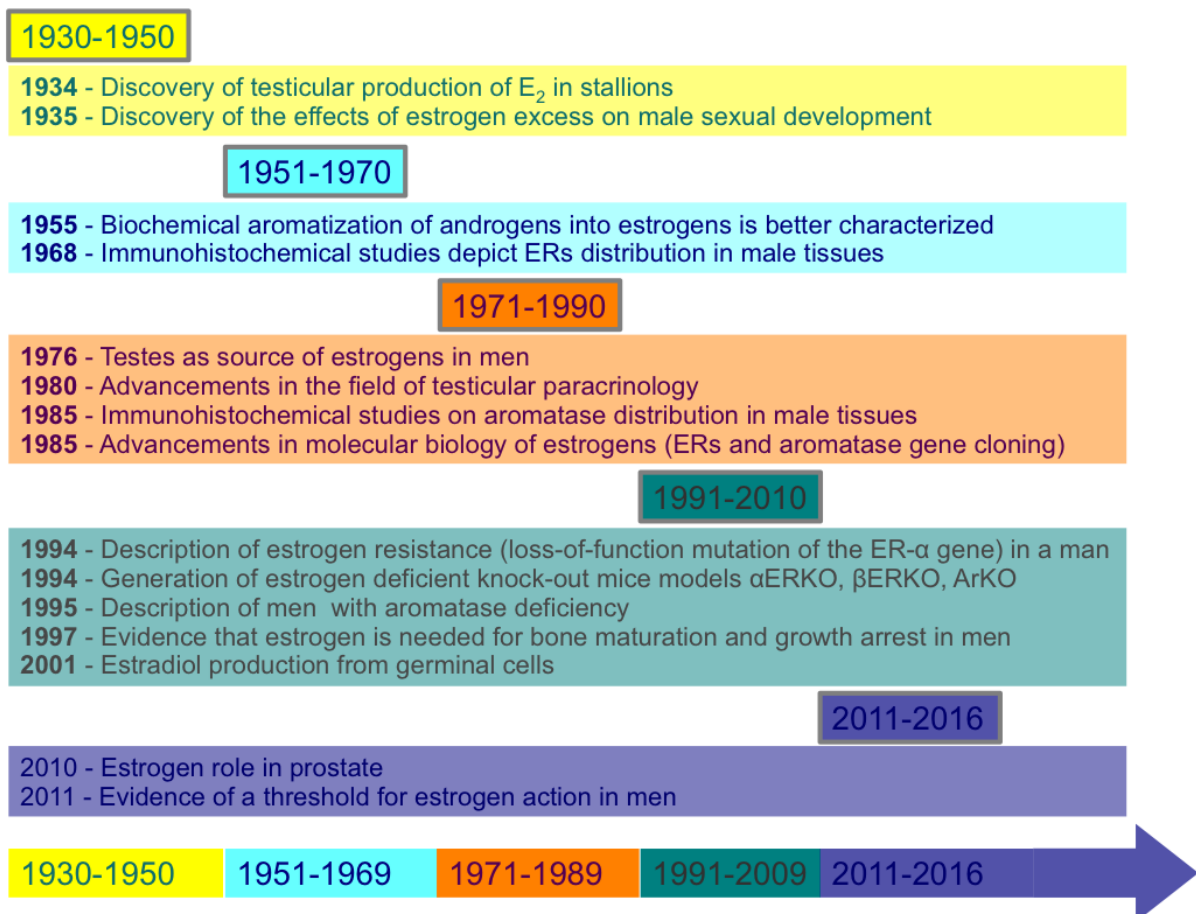 1930-1950
1934 - Discovery of testicular production of E₂ in stallions
1935 - Discovery of the effects of estrogen excess on male sexual development
1951-1970
1955 - Biochemical aromatization of androgens into estrogens is better characterized
1968 - Immunohistochemical studies depict ERs distribution in male tissues
1971-1990
1976 - Testes as source of estrogens in men
1980 - Advancements in the field of testicular paracrinology
1985 - Immunohistochemical studies on aromatase distribution in male tissues
1985 - Advancements in molecular biology of estrogens (ERs and aromatase gene cloning)
1991-2010
1994 - Description of estrogen resistance (loss-of-function mutation of the ER-α gene) in a man
1994 - Generation of estrogen deficient knock-out mice models αERKO, βERKO, ArKO
1995 - Description of men with aromatase deficiency
1997 - Evidence that estrogen is needed for bone maturation and growth arrest in men
2001 - Estradiol production from germinal cells
2011-2016
2010 - Estrogen role in prostate
2011 - Evidence of a threshold for estrogen action in men
1930-1950 1951-1969 1971-1989 1991-2009 2011-2016